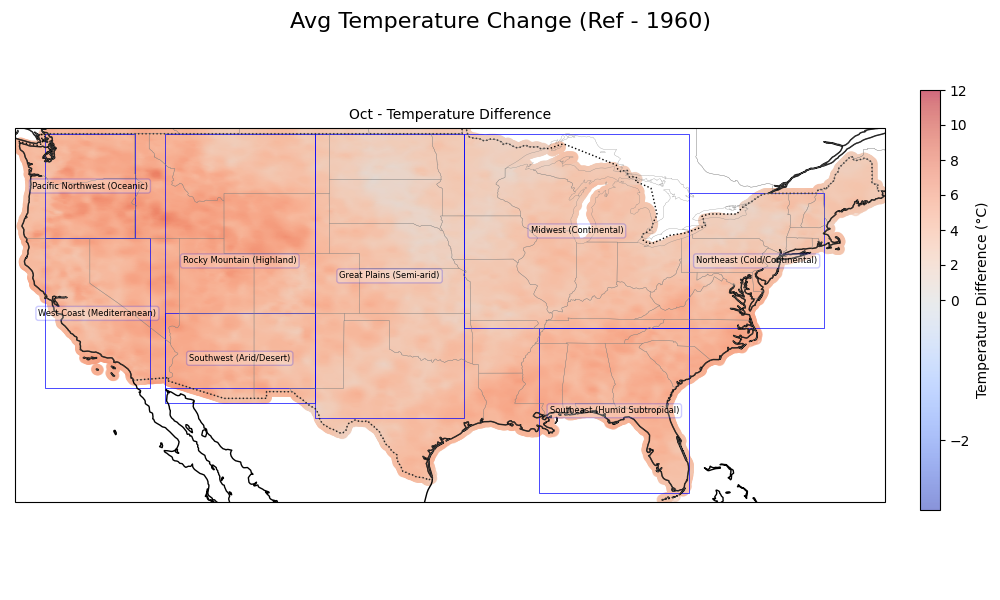 Avg Temperature Change (Ref - 1960)
Oct - Temperature Difference
Pacific Northwest (Oceanic)
Midwest (Continental)
Rocky Mountain (Highland)
Northeast (Cold/Continental)
Great Plains (Semi-arid)
West Coast (Mediterranean)
Southwest (Arid/Desert)
Southeast (Humid Subtropical)
12
10
8
6
4
2
0
−2
Temperature Difference (°C)